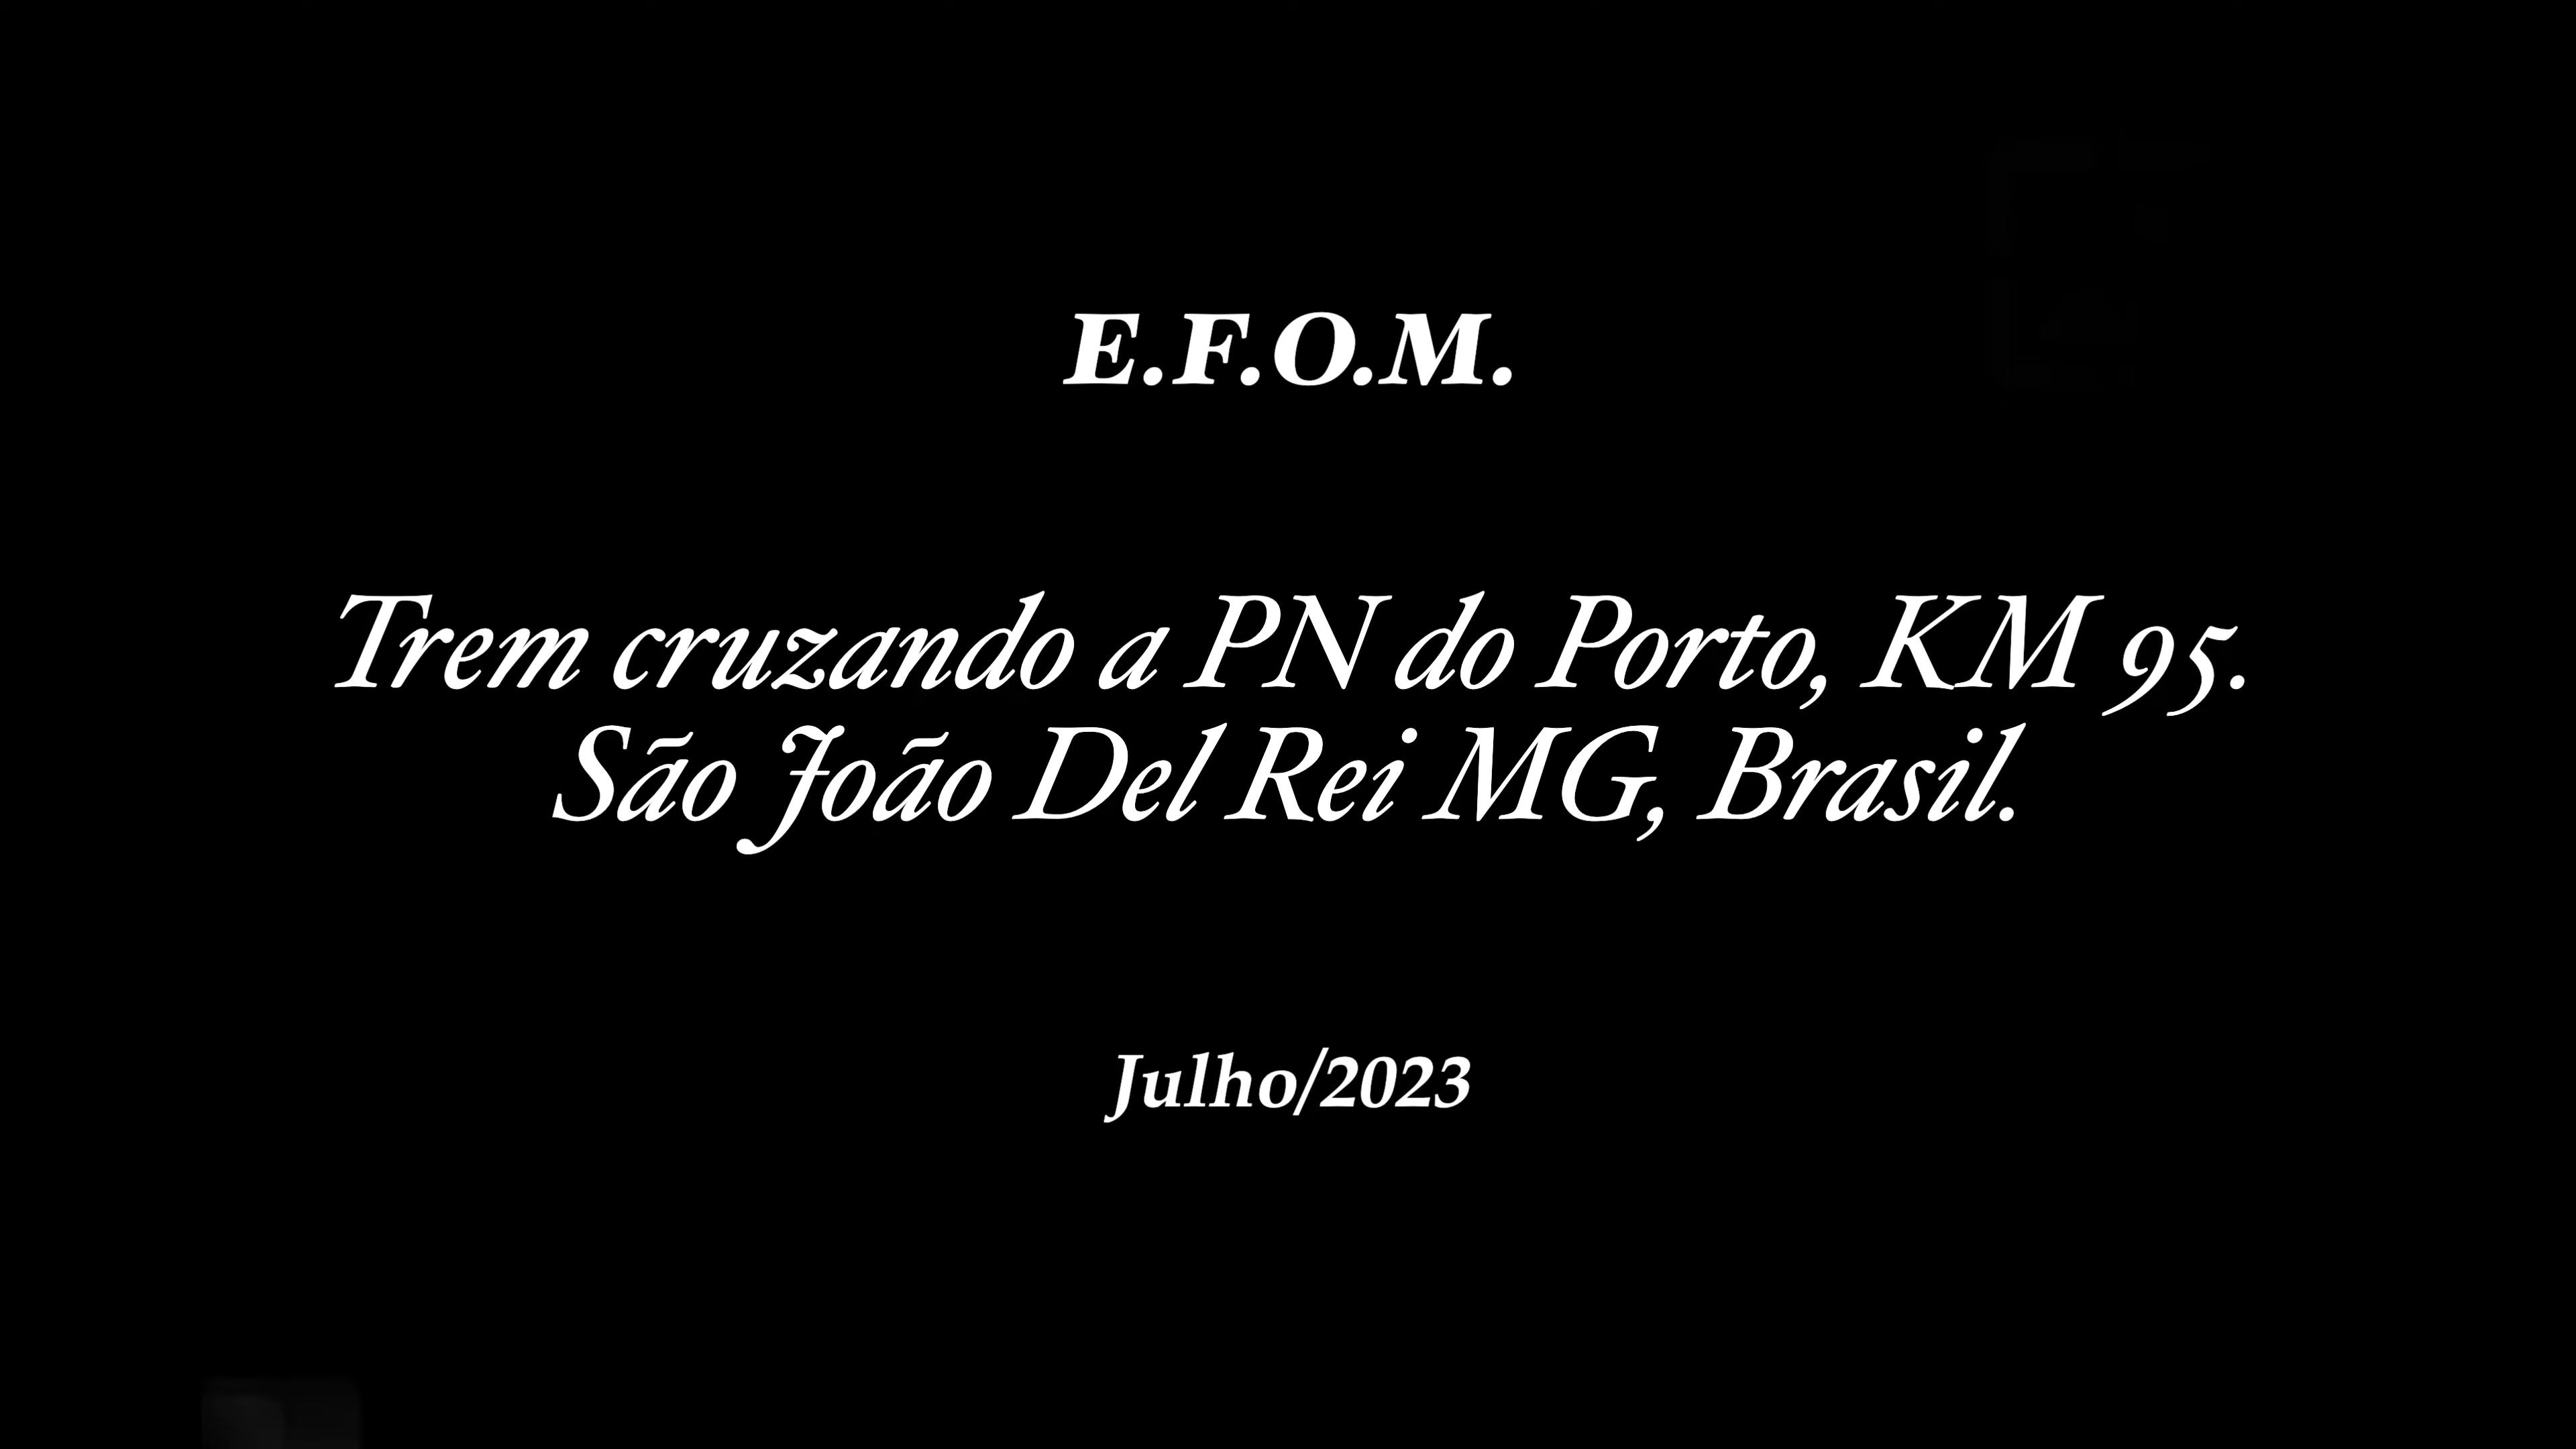 E.F.O.M.
Trem cruzando a PN do Porto, KM 95.
São João Del Rei MG, Brasil.
Julho/2023